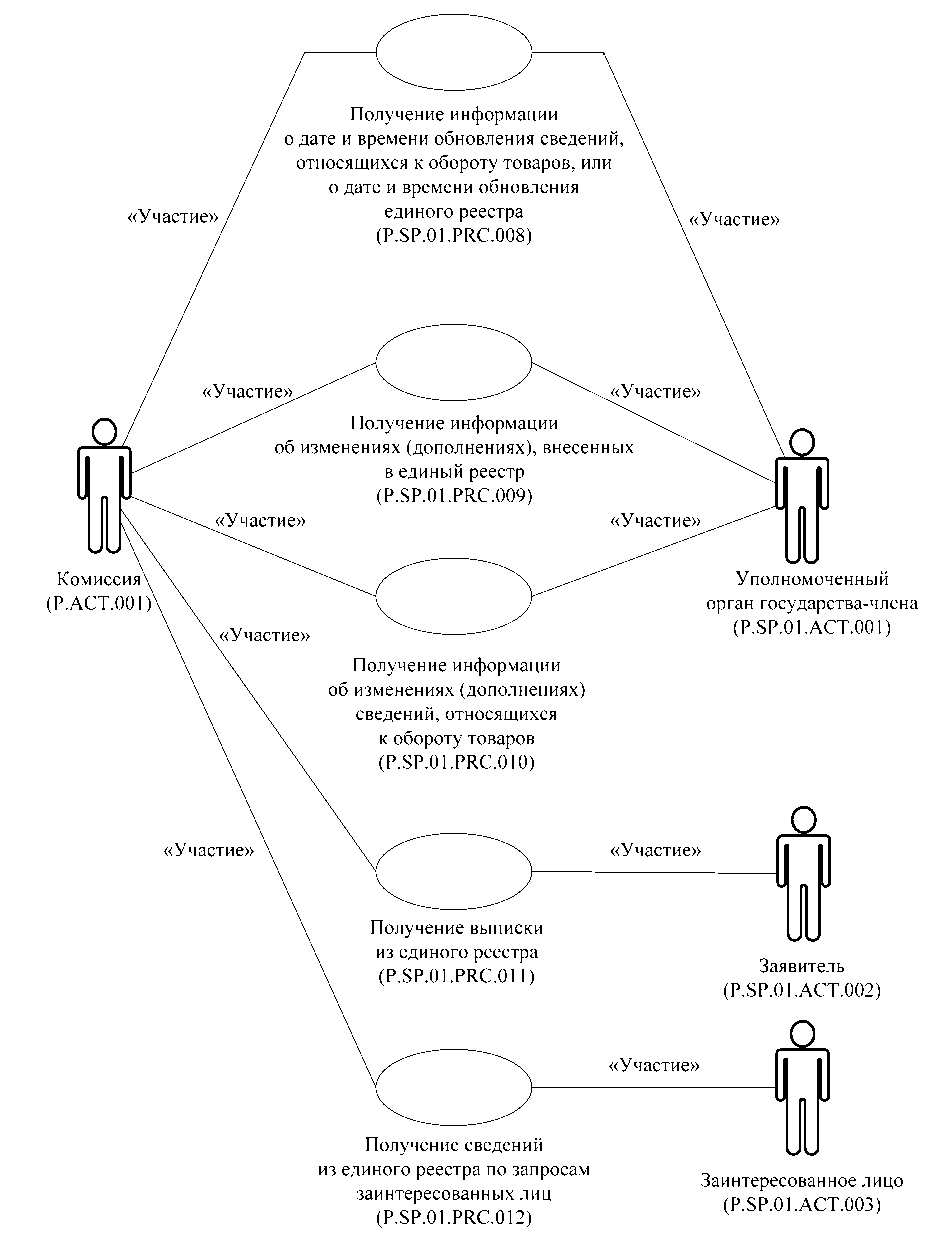 Получение информации
о дате и времени обновления сведений,
относящихся к обороту товаров, или
о дате и времени обновления
единого реестра
(P.SP.01.PRC.008)
«Участие»
«Участие»
«Участие»
«Участие»
Получение информации
об изменениях (дополнениях), внесенных
в единый реестр
(P.SP.01.PRC.009)
«Участие»
«Участие»
Комиссия
(P.ACT.001)
Уполномоченный
орган государства-члена
(P.SP.01.ACT.001)
«Участие»
Получение информации
об изменениях (дополнениях)
сведений, относящихся
к обороту товаров
(P.SP.01.PRC.010)
«Участие»
«Участие»
Получение выписки
из единого реестра
(P.SP.01.PRC.011)
Заявитель
(P.SP.01.ACT.002)
«Участие»
Получение сведений
из единого реестра по запросам
заинтересованных лиц
(P.SP.01.PRC.012)
Заинтересованное лицо
(P.SP.01.ACT.003)